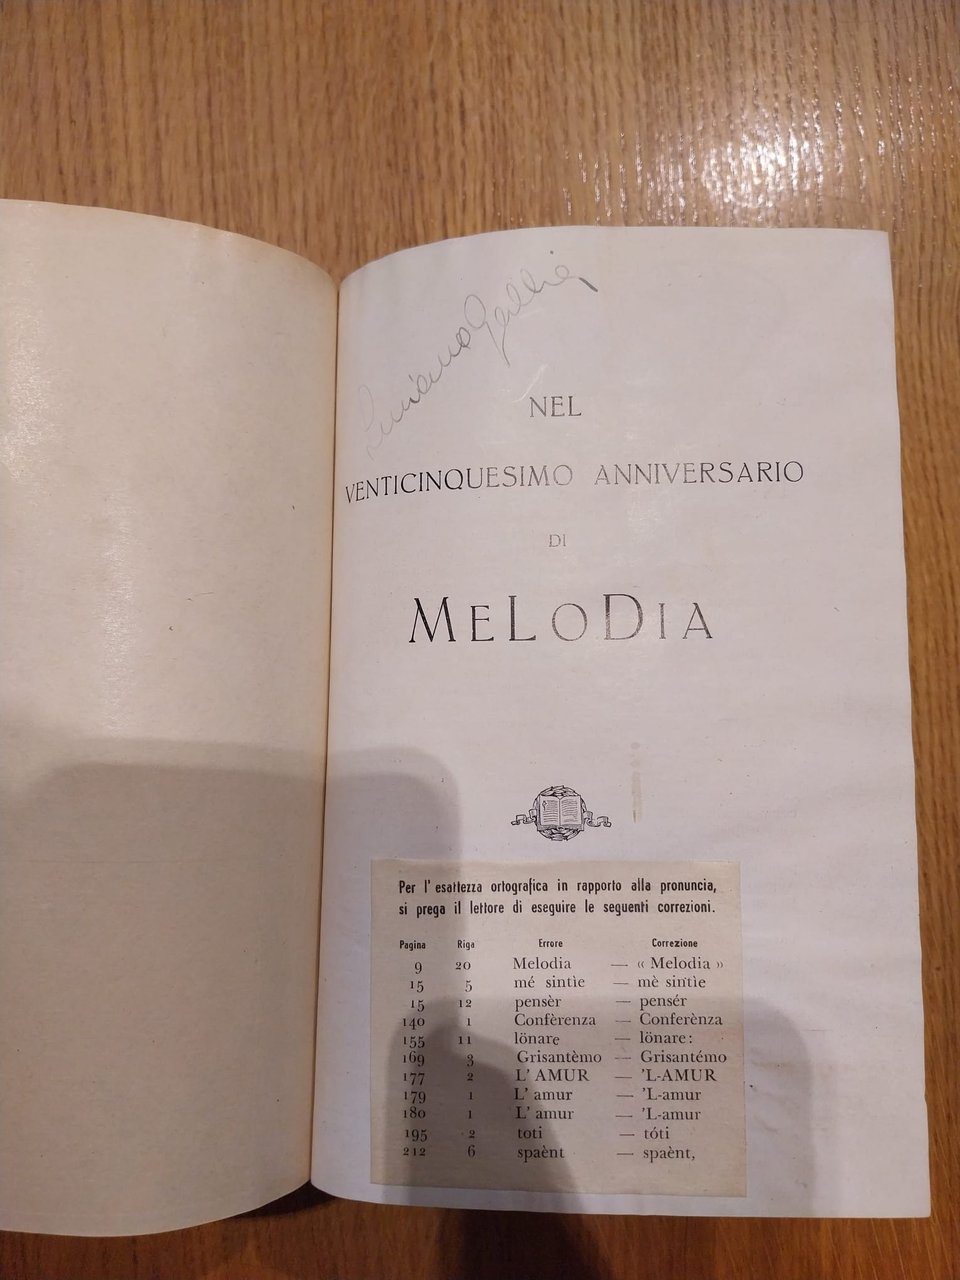 Luciano Gallina
NEL
VENTICINQUESIMO ANNIVERSARIO
DI
MELODIA
Per l'esattezza ortografica in rapporto alla pronuncia,
si prega il lettore di eseguire le seguenti correzioni.
Pagina Riga Errore Correzione
9 20 Melodia — « Melodia »
15 5 mé sintìe — mè sintìe
15 12 pensèr — pensér
140 1 Confèrenza — Conferènza
155 11 lönare — lönare:
169 3 Grisantèmo — Grisantémo
177 2 L' AMUR — 'L-AMUR
179 1 L' amur — 'L-amur
180 1 L' amur — 'L-amur
195 2 toti — tóti
212 6 spaènt — spaènt,